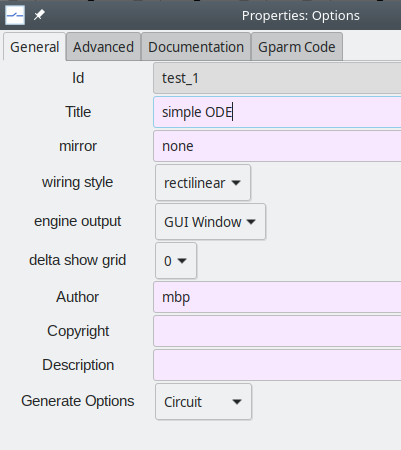 Properties: Options
General Advanced Documentation Gparm Code
Id test_1
Title simple ODE
mirror none
wiring style rectilinear
engine output GUI Window
delta show grid 0
Author mbp
Copyright
Description
Generate Options Circuit